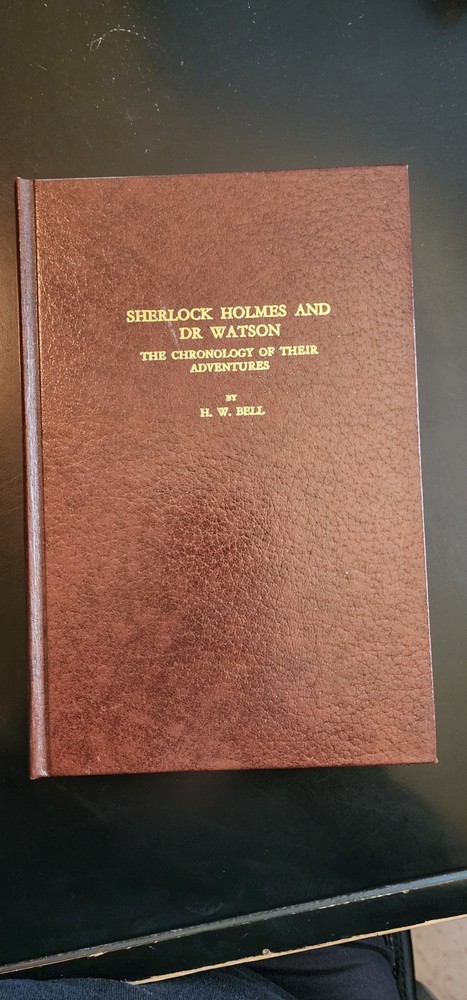 SHERLOCK HOLMES AND
DR WATSON
THE CHRONOLOGY OF THEIR
ADVENTURES
BY
H. W. BELL